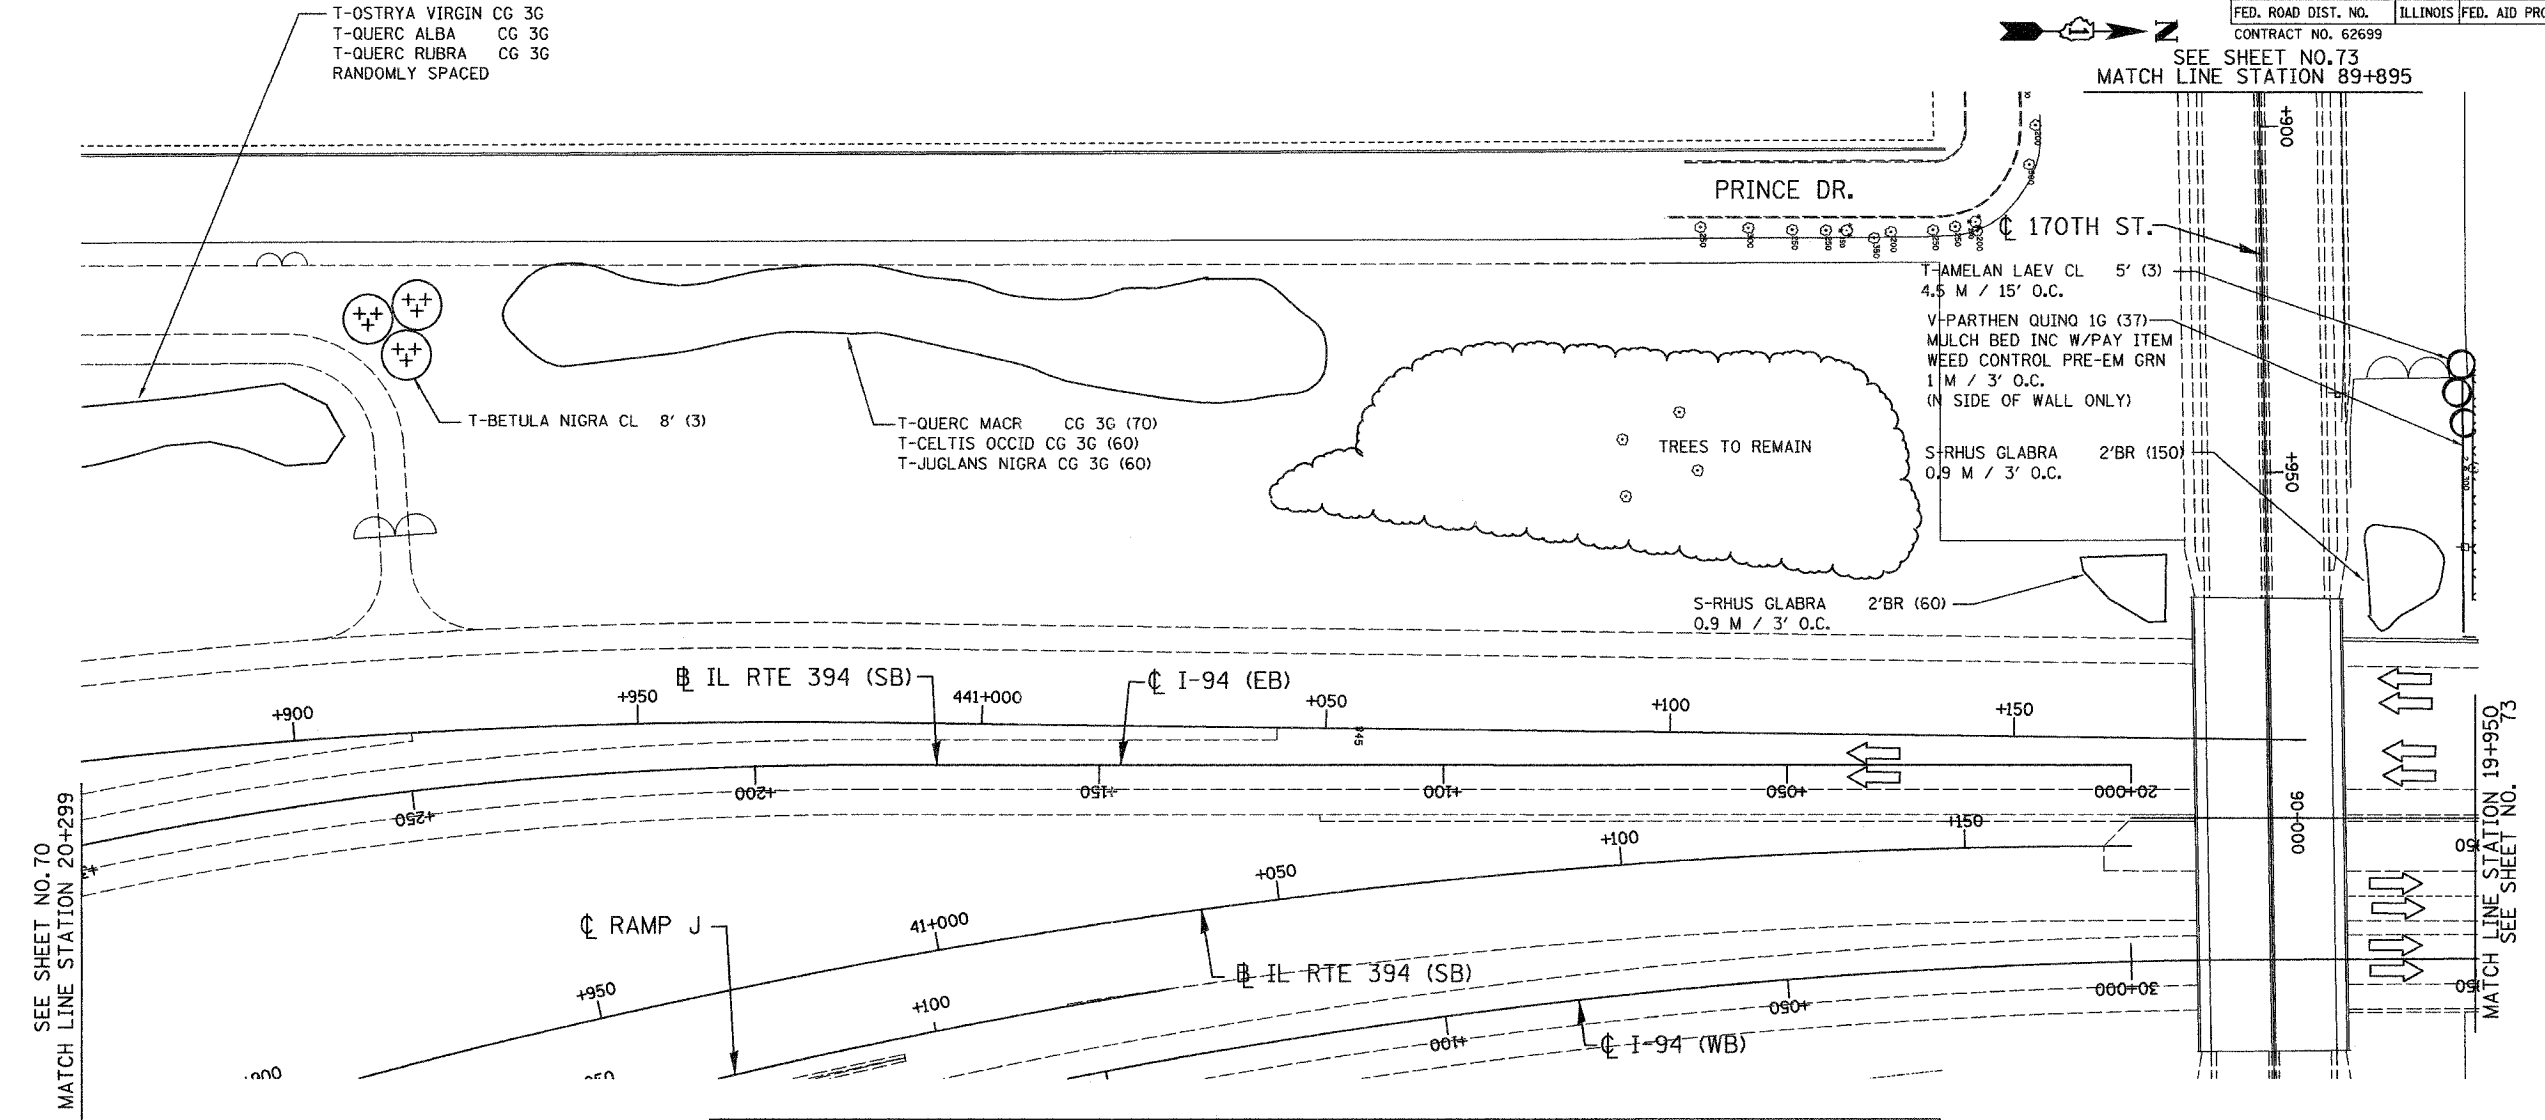 T-OSTRYA VIRGIN CG 3G
T-QUERC ALBA CG 3G
T-QUERC RUBRA CG 3G
RANDOMLY SPACED
N
FED. ROAD DIST. NO. ILLINOIS FED. AID
CONTRACT NO. 62699
SEE SHEET NO.73
MATCH LINE STATION 89+895
+900
PRINCE DR.
℄ 170TH ST.
T-AMELAN LAEV CL 5' (3)
4.5 M / 15' O.C.
V-PARTHEN QUINQ 1G (37)
MULCH BED INC W/PAY ITEM
WEED CONTROL PRE-EM GRN
1 M / 3' O.C.
(N SIDE OF WALL ONLY)
T-BETULA NIGRA CL 8' (3)
T-QUERC MACR CG 3G (70)
T-CELTIS OCCID CG 3G (60)
T-JUGLANS NIGRA CG 3G (60)
TREES TO REMAIN
S-RHUS GLABRA 2'BR (150)
0.9 M / 3' O.C.
+950
S-RHUS GLABRA 2'BR (60)
0.9 M / 3' O.C.
B IL RTE 394 (SB)
℄ I-94 (EB)
+900
+950
441+000
+050
+100
+150
945
+250
+200
+150
+100
+050
20+000
90+000
+150
+100
+050
41+000
+950
℄ RAMP J
+100
B IL RTE 394 (SB)
30+000
+050
+100
℄ I-94 (WB)
SEE SHEET NO. 70
MATCH LINE STATION 20+299
MATCH LINE STATION 19+950
SEE SHEET NO. 73